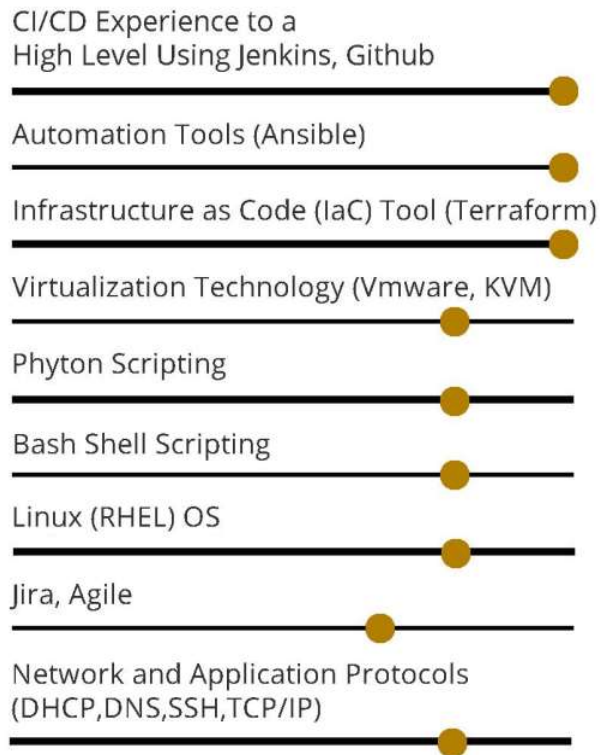 CI/CD Experience to a
High Level Using Jenkins, Github
Automation Tools (Ansible)
Infrastructure as Code (IaC) Tool (Terraform)
Virtualization Technology (Vmware, KVM)
Phyton Scripting
Bash Shell Scripting
Linux (RHEL) OS
Jira, Agile
Network and Application Protocols
(DHCP,DNS,SSH,TCP/IP)